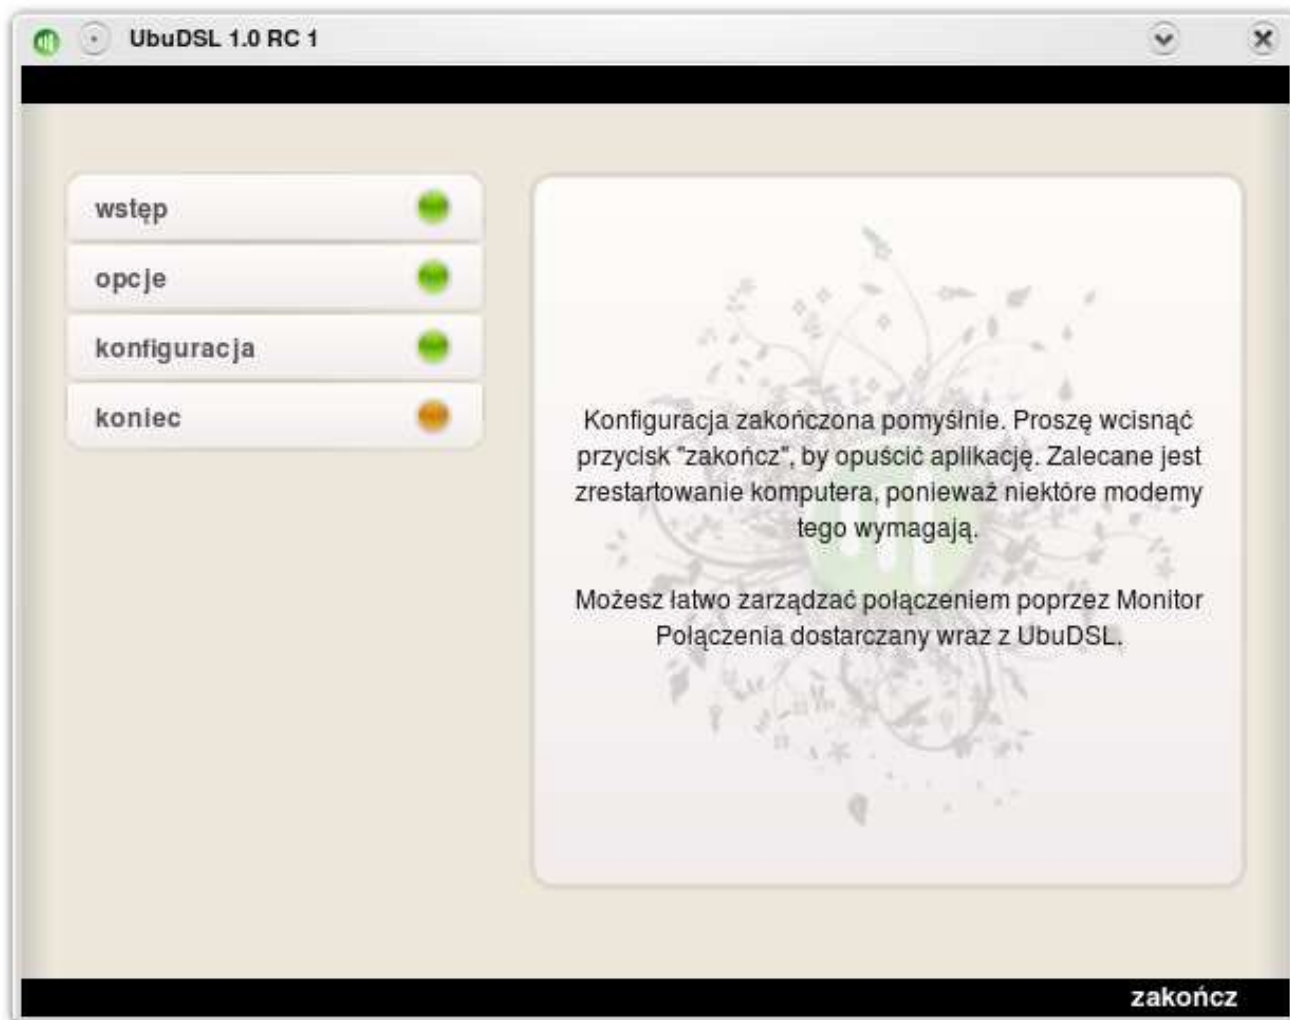 UbuDSL 1.0 RC 1
wstęp
opcje
konfiguracja
koniec
Konfiguracja zakończona pomyślnie. Proszę wcisnąć
przycisk "zakończ", by opuścić aplikację. Zalecane jest
zrestartowanie komputera, ponieważ niektóre modemy
tego wymagają.
Możesz łatwo zarządzać połączeniem poprzez Monitor
Połączenia dostarczany wraz z UbuDSL.
zakończ